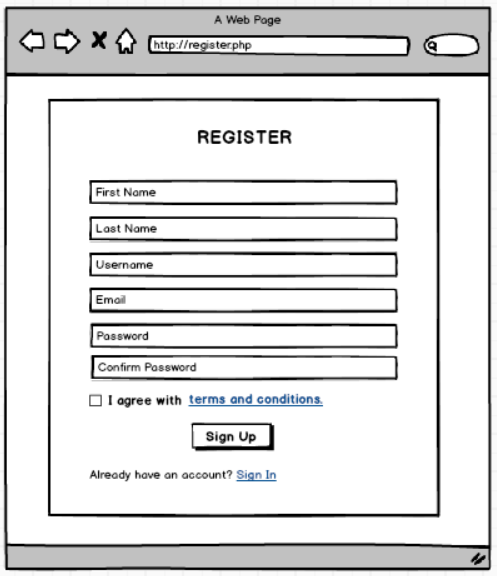 A Web Page
http://register.php
REGISTER
First Name
Last Name
Username
Email
Password
Confirm Password
I agree with terms and conditions.
Sign Up
Already have an account? Sign In